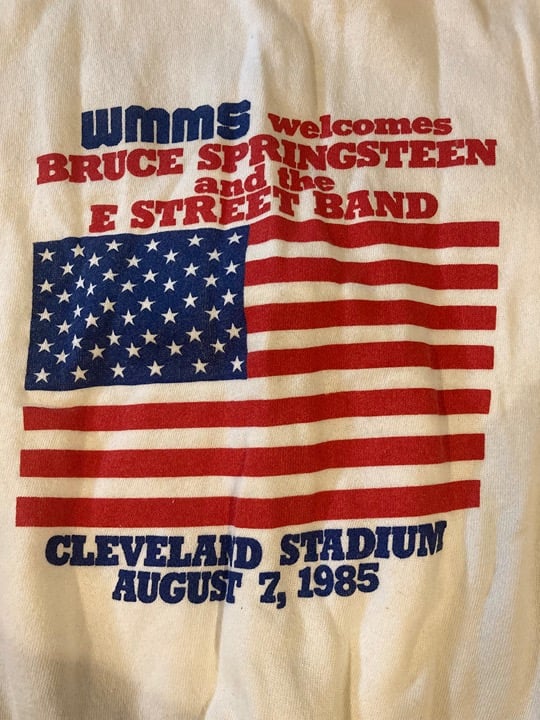 wmms welcomes
BRUCE SPRINGSTEEN
and the
E STREET BAND
CLEVELAND STADIUM
AUGUST 7, 1985